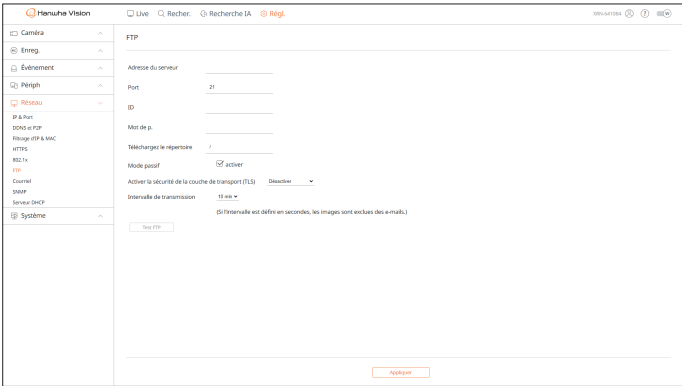 Hanwha Vision
Live Recher. Recherche IA Régl.
XRN-6410B4 ? W
Caméra
Enreg.
Évènement
Périph
Réseau
IP & Port
DDNS et P2P
Filtrage d'IP & MAC
HTTPS
802.1x
FTP
Courriel
SNMP
Serveur DHCP
Système
FTP
Adresse du serveur
Port 21
ID
Mot de p.
Téléchargez le répertoire /
Mode passif activer
Activer la sécurité de la couche de transport (TLS) Désactiver
Intervalle de transmission 10 min
(Si l'intervalle est défini en secondes, les images sont exclues des e-mails.)
Test FTP
Appliquer